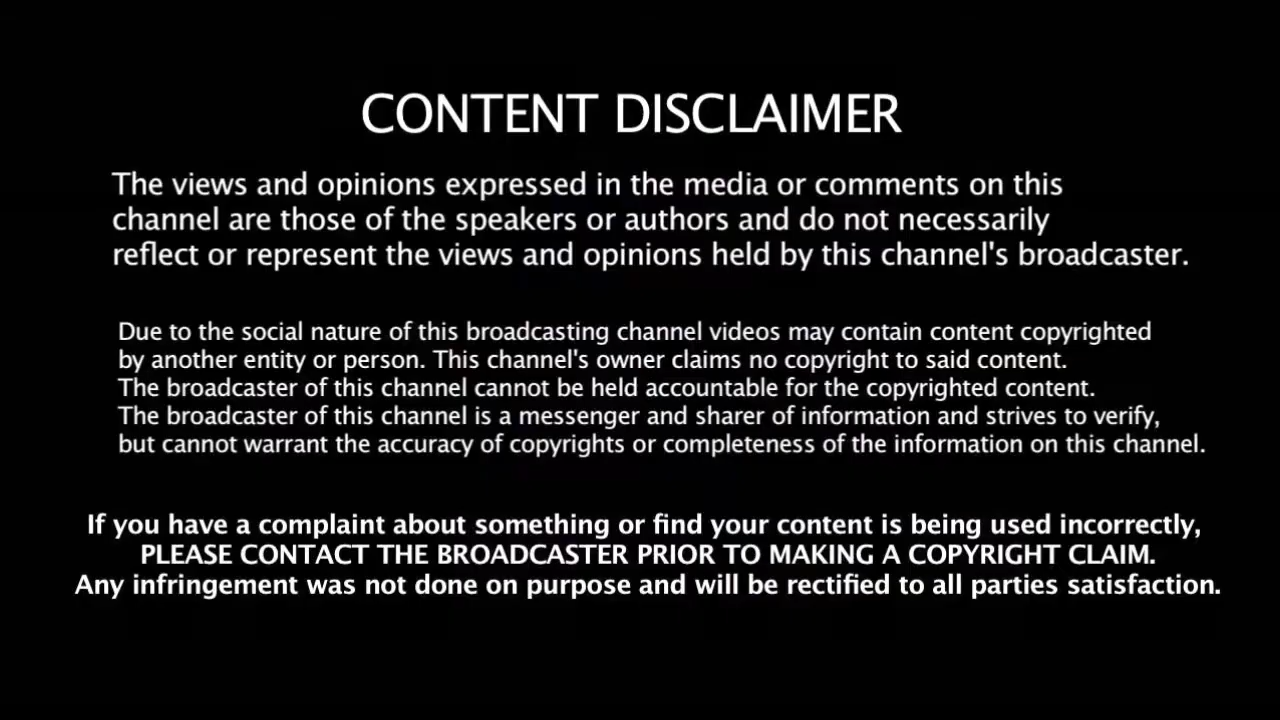 CONTENT DISCLAIMER
The views and opinions expressed in the media or comments on this
channel are those of the speakers or authors and do not necessarily
reflect or represent the views and opinions held by this channel's broadcaster.
Due to the social nature of this broadcasting channel videos may contain content copyrighted
by another entity or person. This channel's owner claims no copyright to said content.
The broadcaster of this channel cannot be held accountable for the copyrighted content.
The broadcaster of this channel is a messenger and sharer of information and strives to verify,
but cannot warrant the accuracy of copyrights or completeness of the information on this channel.
If you have a complaint about something or find your content is being used incorrectly,
PLEASE CONTACT THE BROADCASTER PRIOR TO MAKING A COPYRIGHT CLAIM.
Any infringement was not done on purpose and will be rectified to all parties satisfaction.